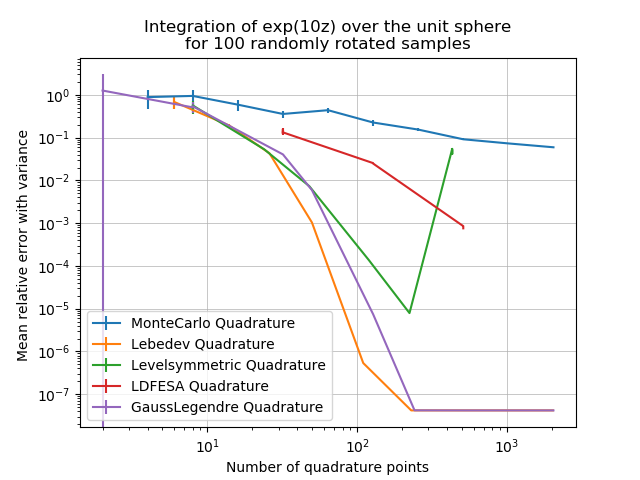 Integration of exp(10z) over the unit sphere
for 100 randomly rotated samples
Mean relative error with variance
10⁰
10⁻¹
10⁻²
10⁻³
10⁻⁴
10⁻⁵
10⁻⁶
10⁻⁷
MonteCarlo Quadrature
Lebedev Quadrature
Levelsymmetric Quadrature
LDFESA Quadrature
GaussLegendre Quadrature
10¹ 10² 10³
Number of quadrature points